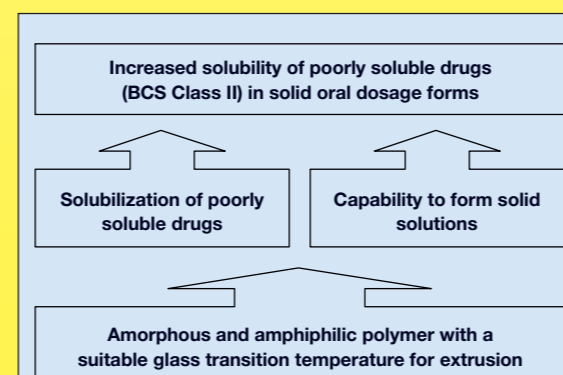 Increased solubility of poorly soluble drugs
(BCS Class II) in solid oral dosage forms
Solubilization of poorly
soluble drugs
Capability to form solid
solutions
Amorphous and amphiphilic polymer with a
suitable glass transition temperature for extrusion